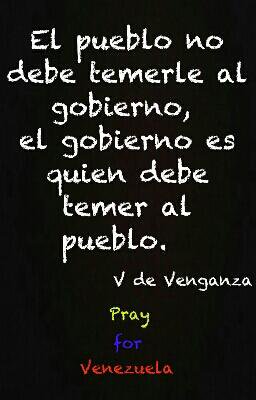 El pueblo no
debe temerle al
gobierno,
el gobierno es
quien debe
temer al
pueblo.
V de Venganza
Pray
for
Venezuela